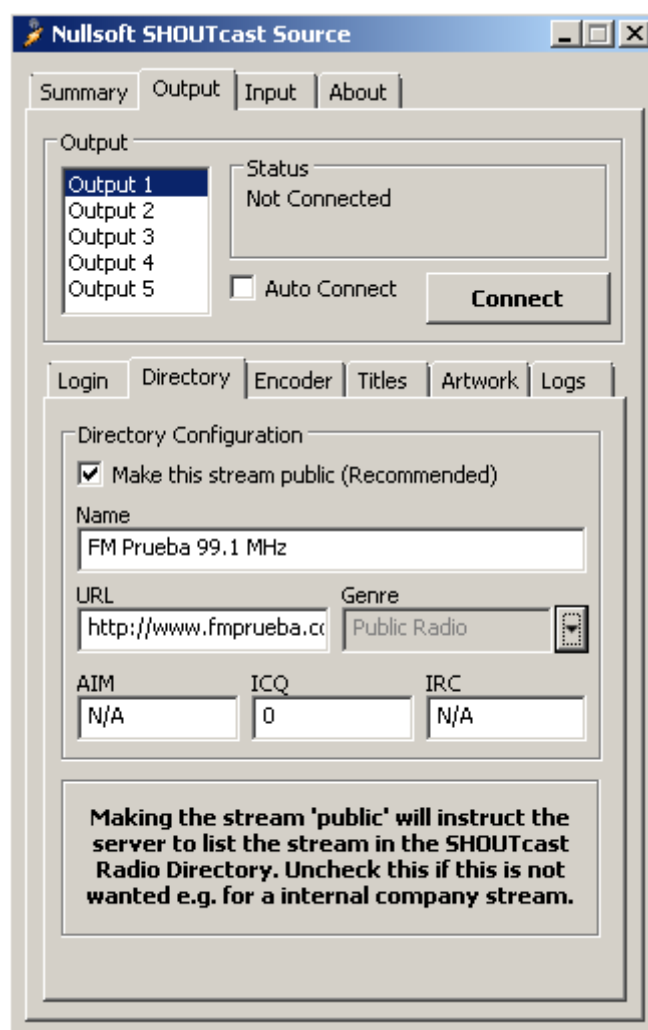 Nullsoft SHOUTcast Source
Summary Output Input About
Output
Output 1
Output 2
Output 3
Output 4
Output 5
Status
Not Connected
Auto Connect
Connect
Login Directory Encoder Titles Artwork Logs
Directory Configuration
Make this stream public (Recommended)
Name
FM Prueba 99.1 MHz
URL Genre
http://www.fmprueba.co Public Radio
AIM ICQ IRC
N/A 0 N/A
Making the stream 'public' will instruct the
server to list the stream in the SHOUTcast
Radio Directory. Uncheck this if this is not
wanted e.g. for a internal company stream.